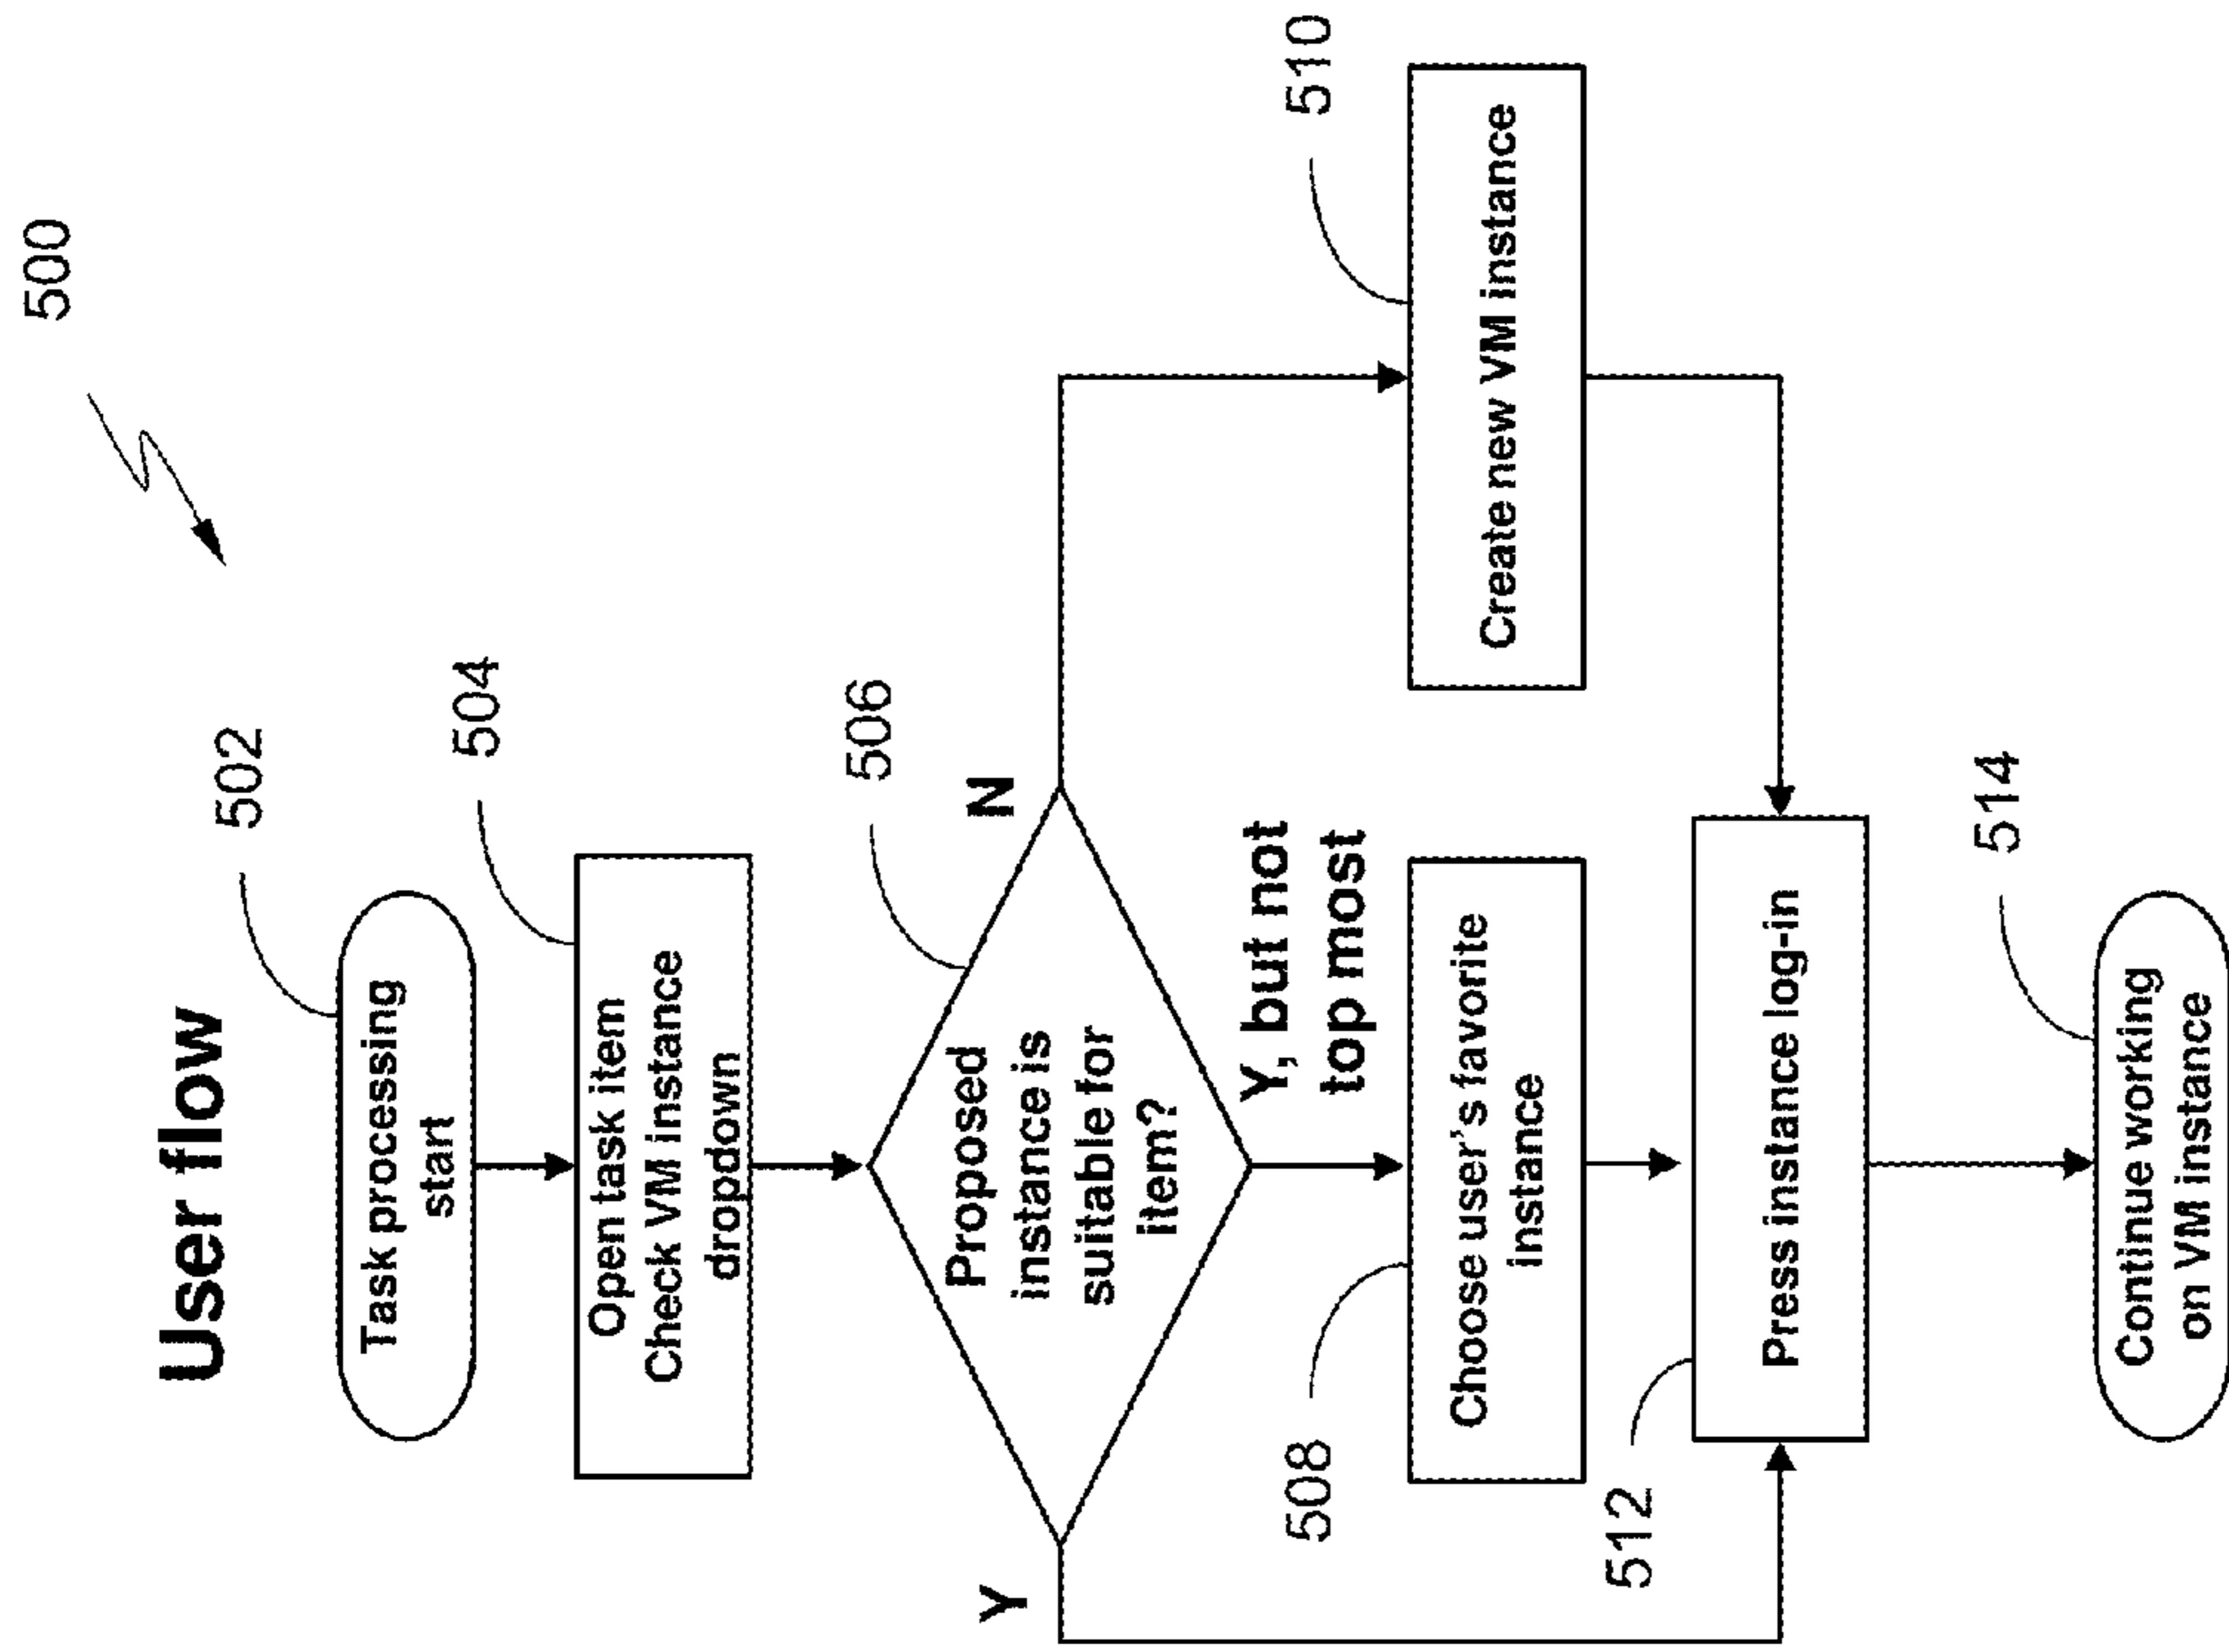 500
User flow
502
Task processing
start
504
Open task item
Check VM instance
dropdown
506
Proposed
instance is
suitable for
item?
Y
N
Y, but not
top most
508
Choose user's favorite
instance
510
Create new VM instance
512
Press instance log-in
514
Continue working
on VM instance